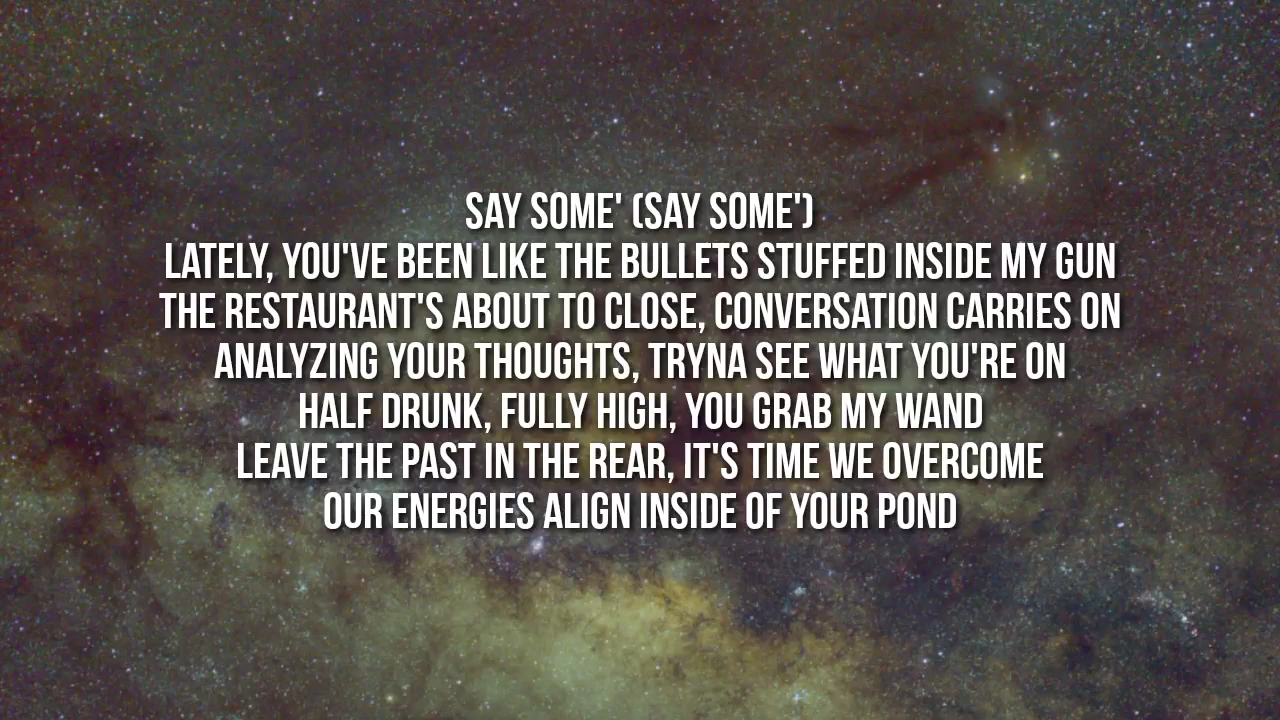 SAY SOME' (SAY SOME')
LATELY, YOU'VE BEEN LIKE THE BULLETS STUFFED INSIDE MY GUN
THE RESTAURANT'S ABOUT TO CLOSE, CONVERSATION CARRIES ON
ANALYZING YOUR THOUGHTS, TRYNA SEE WHAT YOU'RE ON
HALF DRUNK, FULLY HIGH, YOU GRAB MY WAND
LEAVE THE PAST IN THE REAR, IT'S TIME WE OVERCOME
OUR ENERGIES ALIGN INSIDE OF YOUR POND